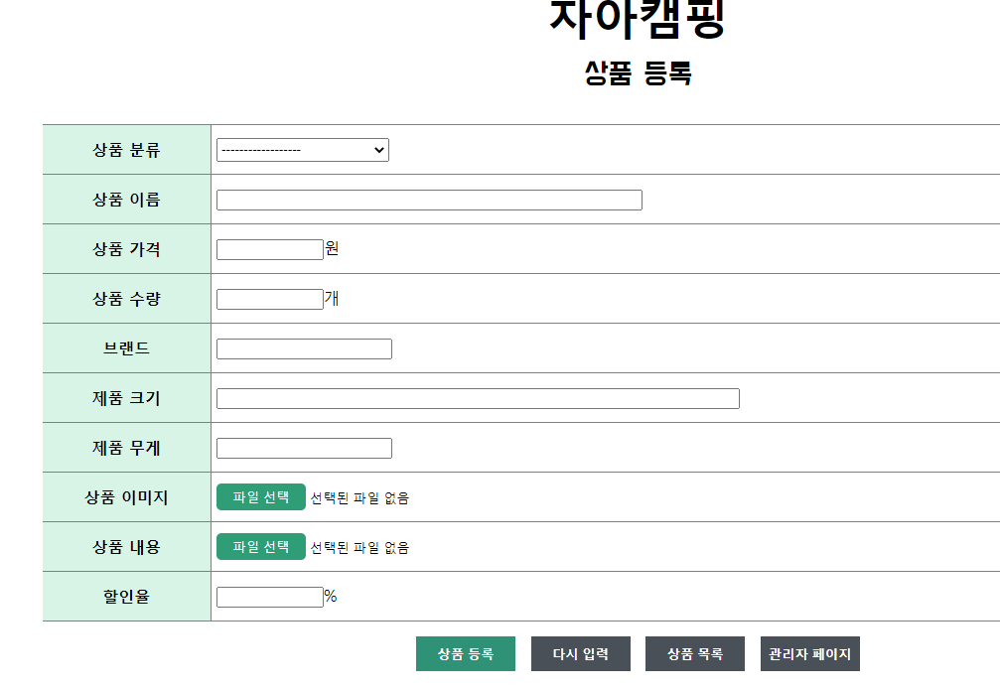 자아캠핑
상품 등록
상품 분류 ------------------
상품 이름
상품 가격 원
상품 수량 개
브랜드
제품 크기
제품 무게
상품 이미지 파일 선택 선택된 파일 없음
상품 내용 파일 선택 선택된 파일 없음
할인율 %
상품 등록 다시 입력 상품 목록 관리자 페이지